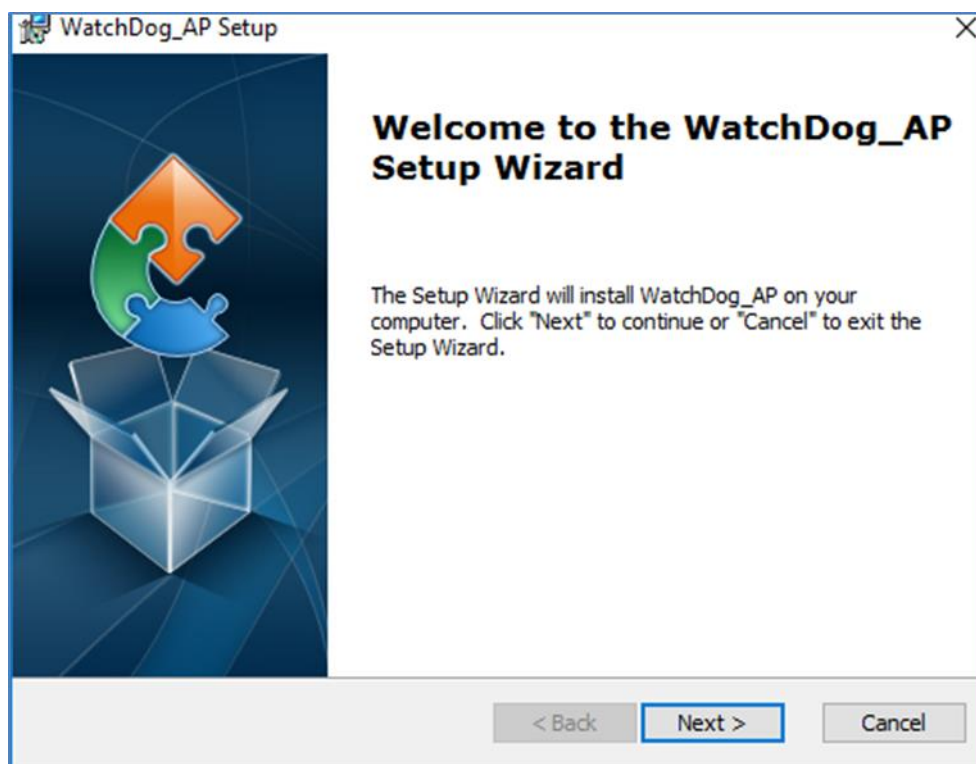 WatchDog_AP Setup
Welcome to the WatchDog_AP
Setup Wizard
The Setup Wizard will install WatchDog_AP on your
computer.  Click "Next" to continue or "Cancel" to exit the
Setup Wizard.
< Back
Next >
Cancel